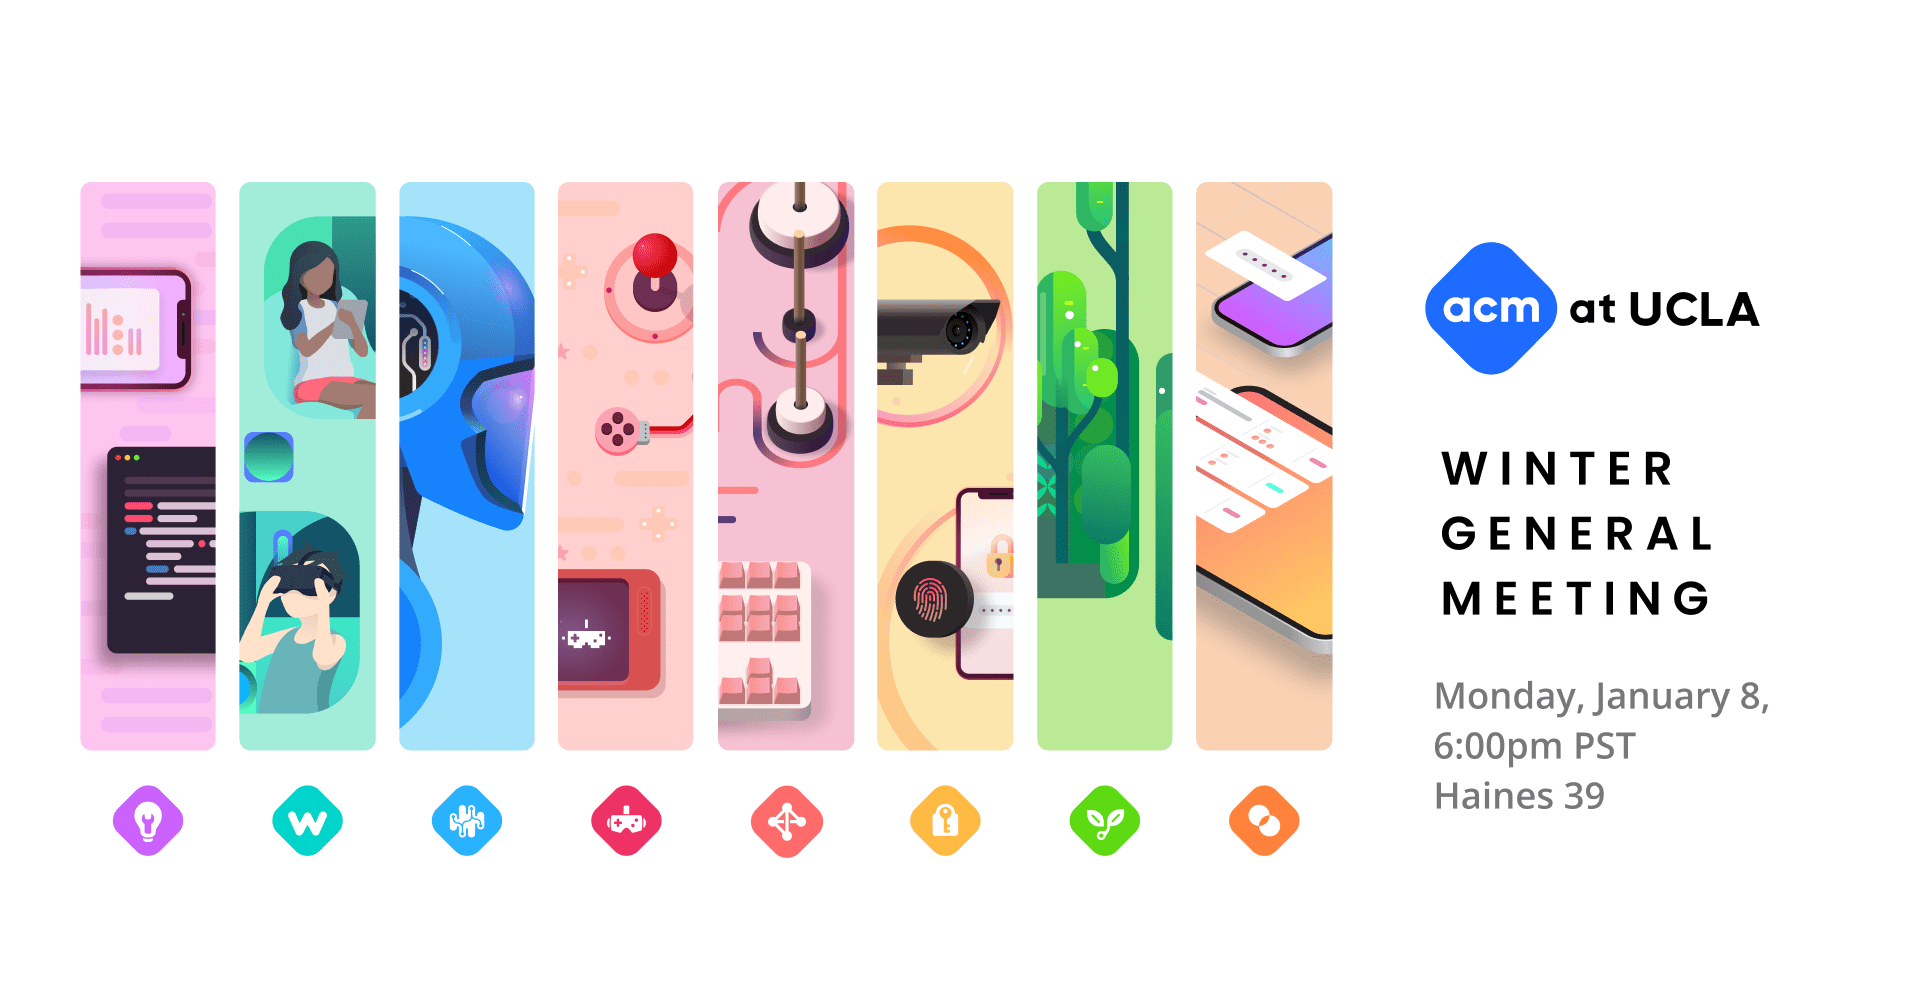 acm at UCLA
WINTER
GENERAL
MEETING
Monday, January 8,
6:00pm PST
Haines 39
W